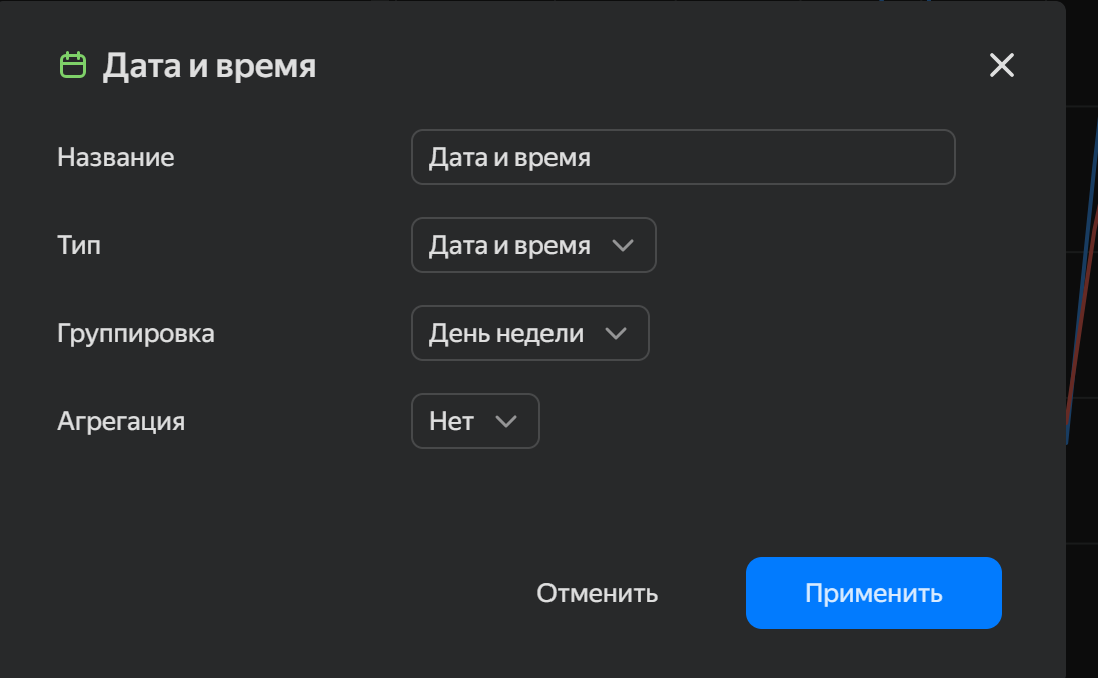 Дата и время
Название
Дата и время
Тип
Дата и время
Группировка
День недели
Агрегация
Нет
Отменить
Применить